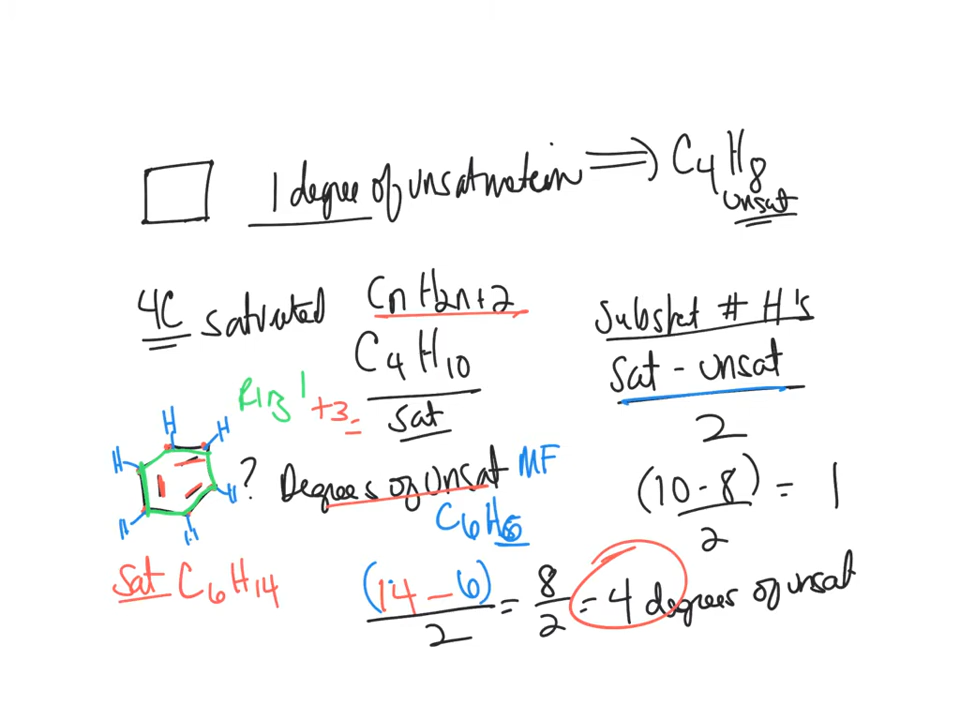 1 degree of unsaturation ⟹ C4H8
unsat
4C saturated
CnH2n+2
C4H10
sat
Subtract # H's
Sat - unsat
2
(10 - 8) = 1
2
Ring 1 +3 =
H
H
H
H
H
H
? Degrees of Unsat MF
C6H6
Sat C6H14
(14 - 6) = 8 = 4 degrees of unsat
2 2